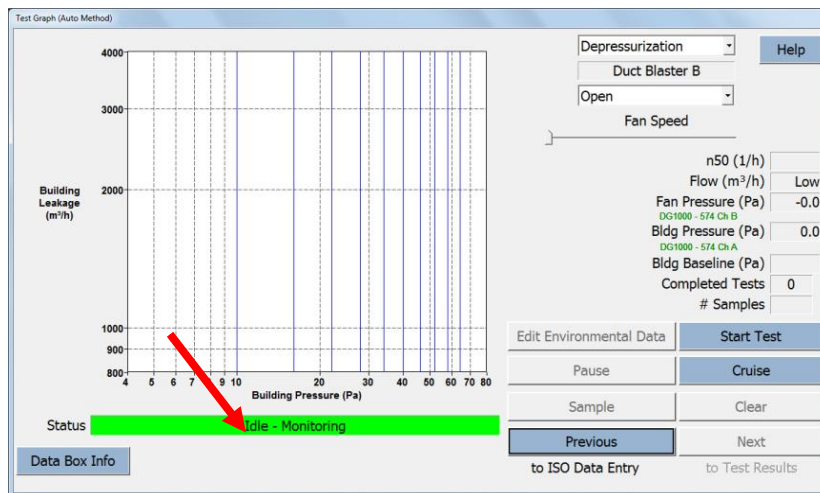 Test Graph (Auto Method)
4000
3000
2000
1000
900
800
Building
Leakage
(m³/h)
4 5 6 7 8 9 10 20 30 40 50 60 70 80
Building Pressure (Pa)
Status Idle - Monitoring
Data Box Info
Depressurization
Help
Duct Blaster B
Open
Fan Speed
n50 (1/h)
Flow (m³/h) Low
Fan Pressure (Pa) -0.0
DG1000 - 574 Ch B
Bldg Pressure (Pa) 0.0
DG1000 - 574 Ch A
Bldg Baseline (Pa)
Completed Tests 0
# Samples
Edit Environmental Data Start Test
Pause Cruise
Sample Clear
Previous Next
to ISO Data Entry to Test Results